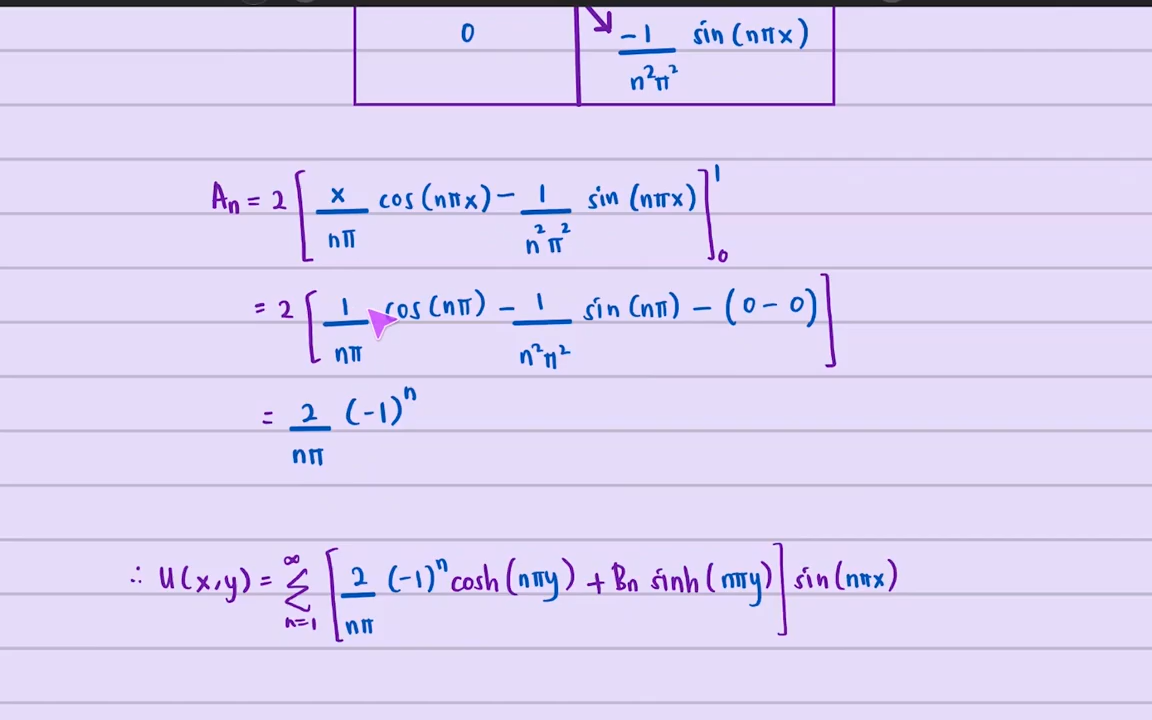 0 -1/n²π² sin (nπx)
An = 2 [ x/nπ cos (nπx) - 1/n²π² sin (nπx) ]₀¹
= 2 [ 1/nπ cos (nπ) - 1/n²π² sin (nπ) - (0 - 0) ]
= 2/nπ (-1)ⁿ
∴ u(x,y) = ∞Σn=1 [ 2/nπ (-1)ⁿ cosh (nπy) + Bn sinh (nπy) ] sin (nπx)